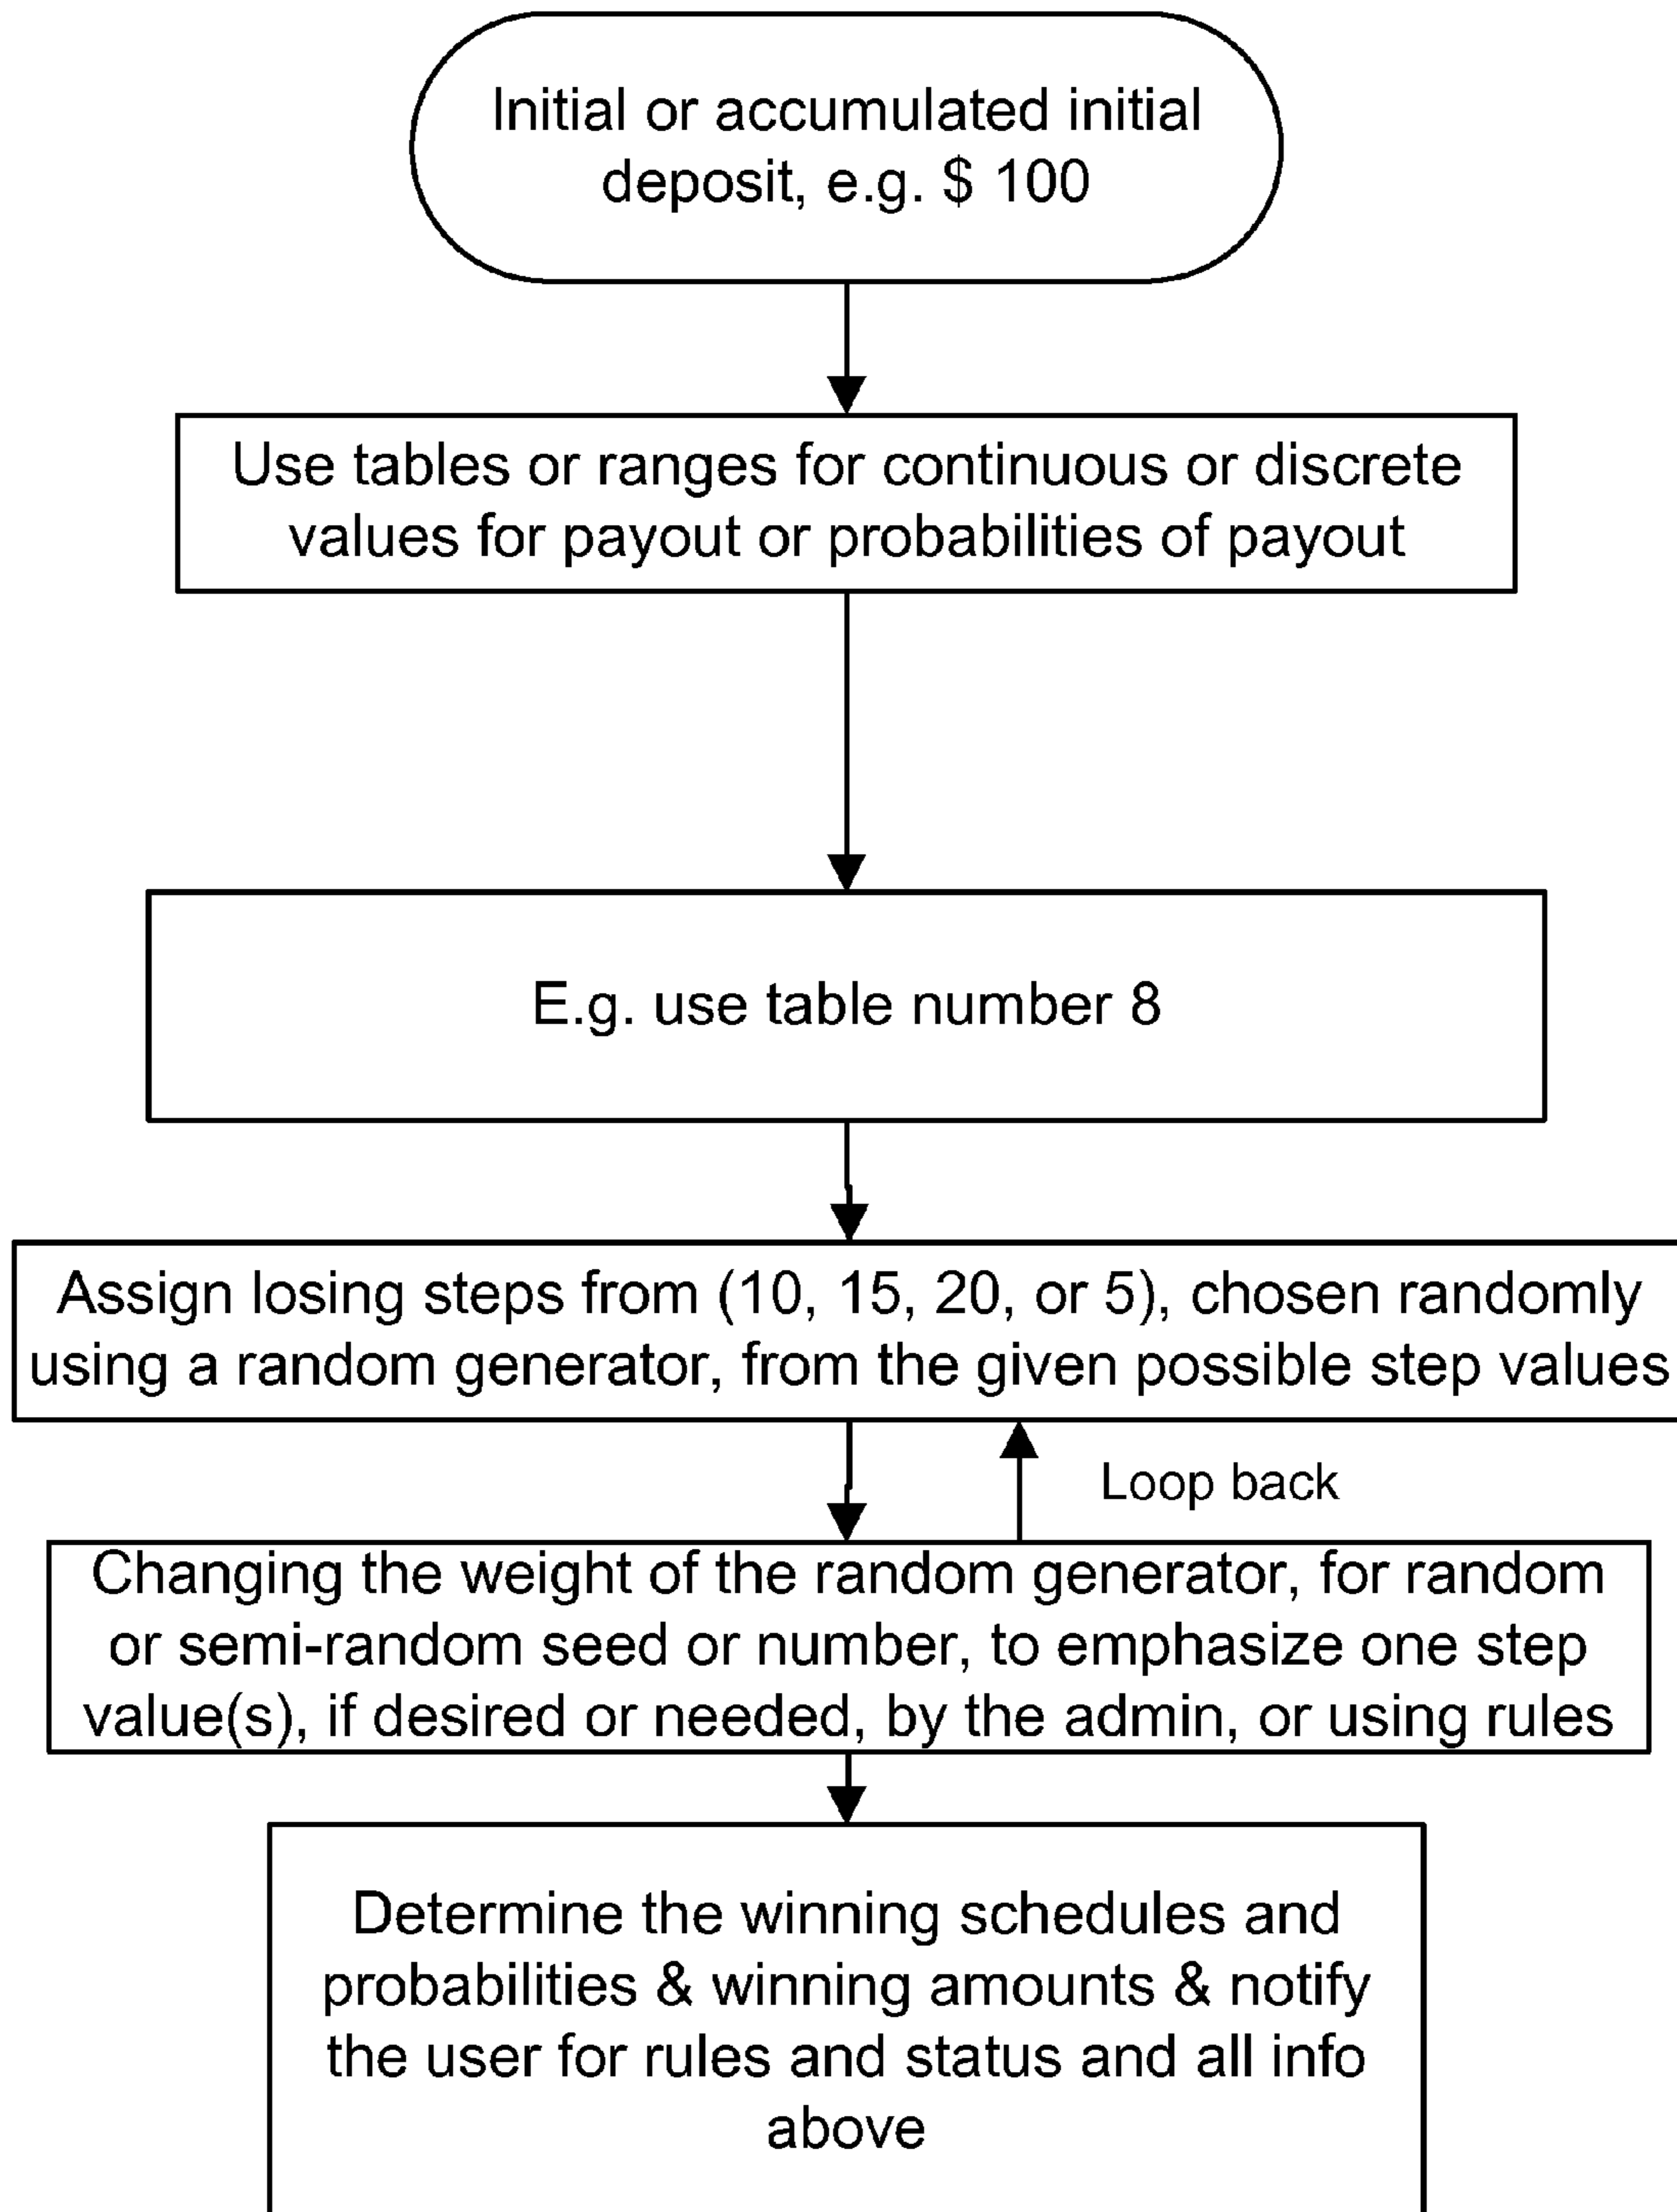 Initial or accumulated initial
deposit, e.g. $ 100
Use tables or ranges for continuous or discrete
values for payout or probabilities of payout
E.g. use table number 8
Assign losing steps from (10, 15, 20, or 5), chosen randomly
using a random generator, from the given possible step values
Loop back
Changing the weight of the random generator, for random
or semi-random seed or number, to emphasize one step
value(s), if desired or needed, by the admin, or using rules
Determine the winning schedules and
probabilities & winning amounts & notify
the user for rules and status and all info
above